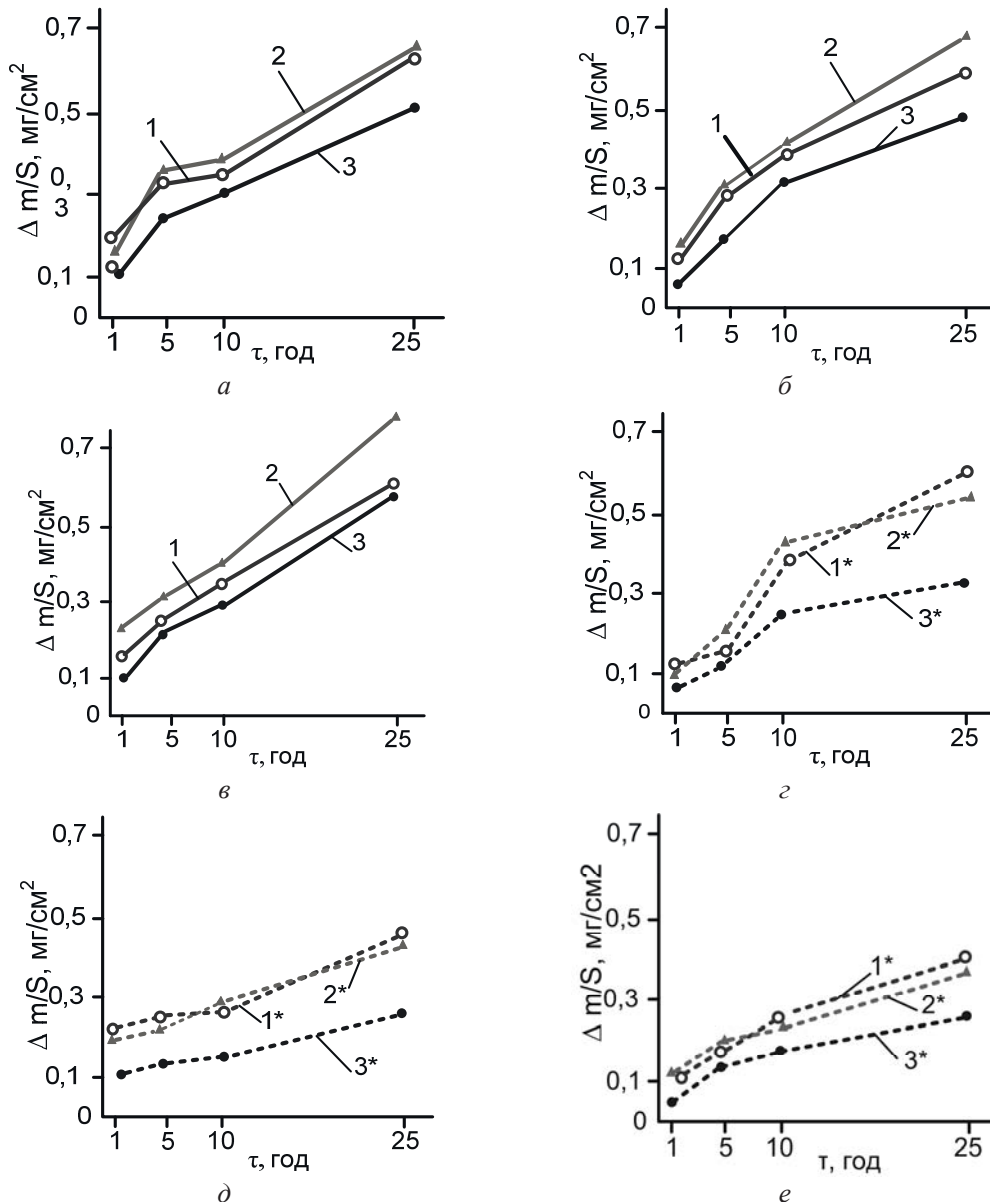 0,7
0,5
0,
3
0,1
0
Δ m/S, мг/см²
1
2
3
1 5 10 25
τ, год
а
0,7
0,5
0,3
0,1
0
Δ m/S, мг/см²
1
2
3
1 5 10 25
τ, год
б
0,7
0,5
0,3
0,1
0
Δ m/S, мг/см²
1
2
3
1 5 10 25
τ, год
в
0,7
0,5
0,3
0,1
0
Δ m/S, мг/см²
1*
2*
3*
1 5 10 25
τ, год
г
0,7
0,5
0,3
0,1
0
Δ m/S, мг/см²
1*
2*
3*
1 5 10 25
τ, год
д
0,7
0,5
0,3
0,1
0
Δ m/S, мг/см2
1*
2*
3*
1 5 10 25
т, год
е